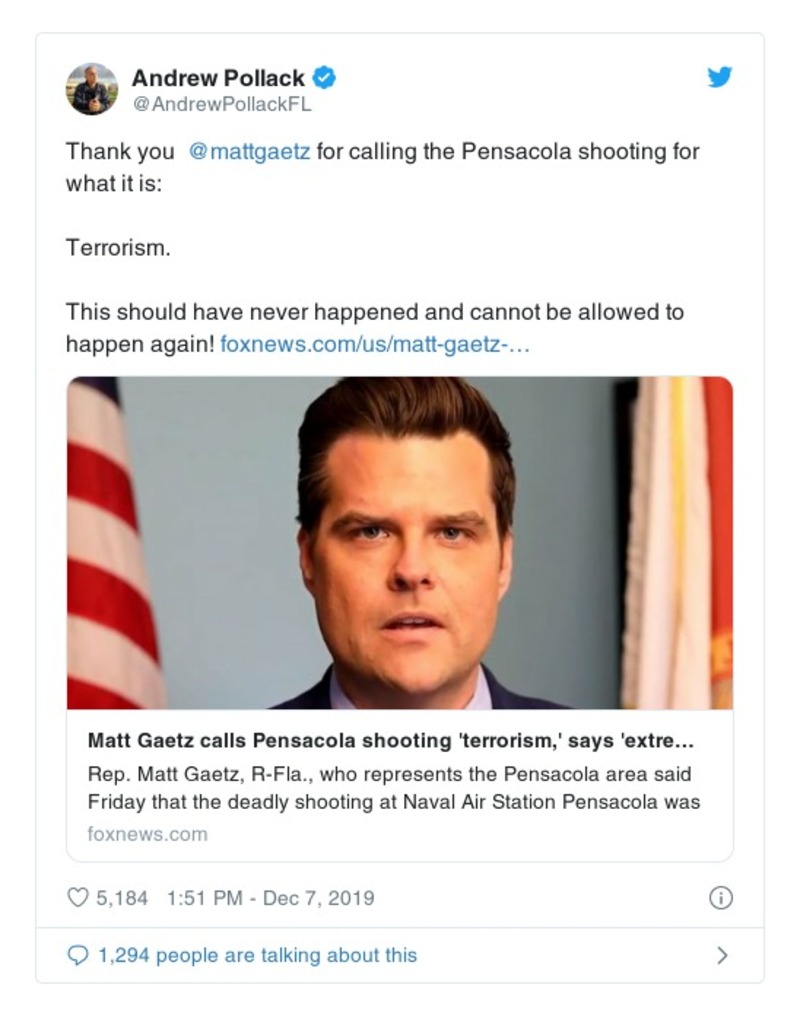 Andrew Pollack
@AndrewPollackFL
Thank you @mattgaetz for calling the Pensacola shooting for
what it is:
Terrorism.
This should have never happened and cannot be allowed to
happen again! foxnews.com/us/matt-gaetz-...
Matt Gaetz calls Pensacola shooting 'terrorism,' says 'extre...
Rep. Matt Gaetz, R-Fla., who represents the Pensacola area said
Friday that the deadly shooting at Naval Air Station Pensacola was
foxnews.com
5,184 1:51 PM - Dec 7, 2019
1,294 people are talking about this